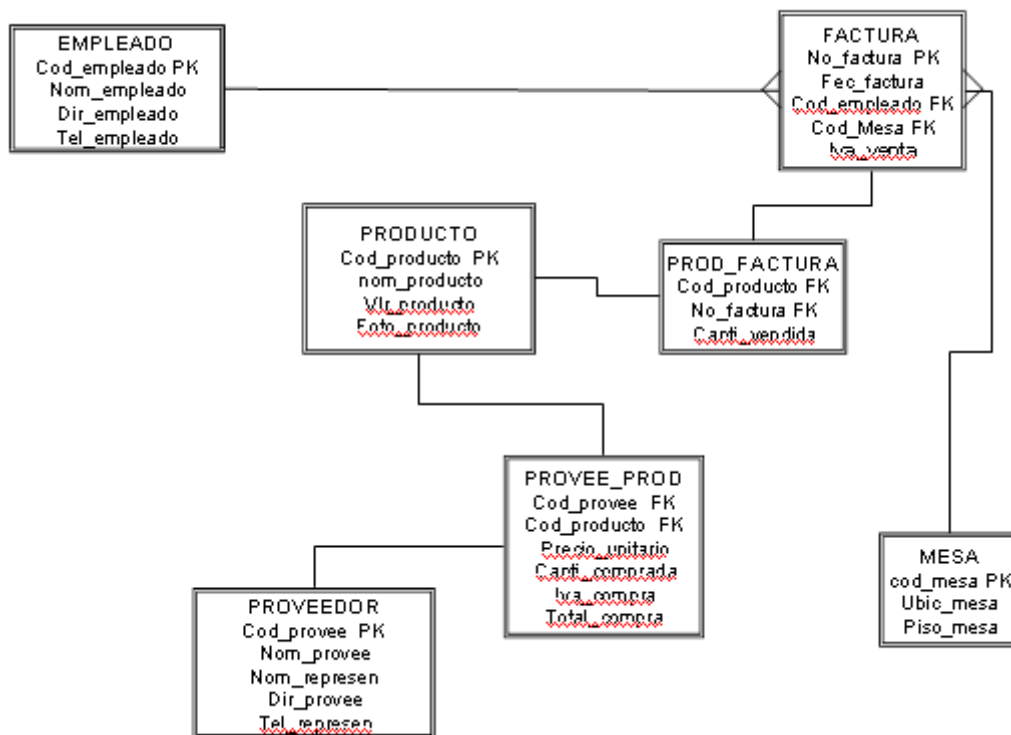 EMPLEADO
Cod_empleado PK
Nom_empleado
Dir_empleado
Tel_empleado
FACTURA
No_factura PK
Fec_factura
Cod_empleado FK
Cod_Mesa FK
Iva_venta
PRODUCTO
Cod_producto PK
nom_producto
Vlr_producto
Foto_producto
PROD_FACTURA
Cod_producto FK
No_factura FK
Canti_vendida
PROVEE_PROD
Cod_provee FK
Cod_producto FK
Precio_unitario
Canti_comprada
Iva_compra
Total_compra
MESA
cod_mesa PK
Ubic_mesa
Piso_mesa
PROVEEDOR
Cod_provee PK
Nom_provee
Nom_represen
Dir_provee
Tel_represen